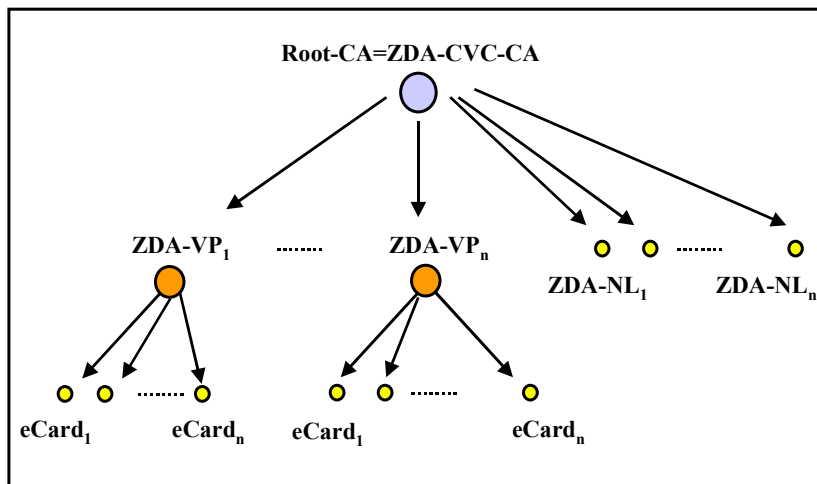 Root-CA=ZDA-CVC-CA
ZDA-VP₁ ........ ZDA-VPₙ
........
ZDA-NL₁ ZDA-NLₙ
........ ........
eCard₁ eCardₙ eCard₁ eCardₙ